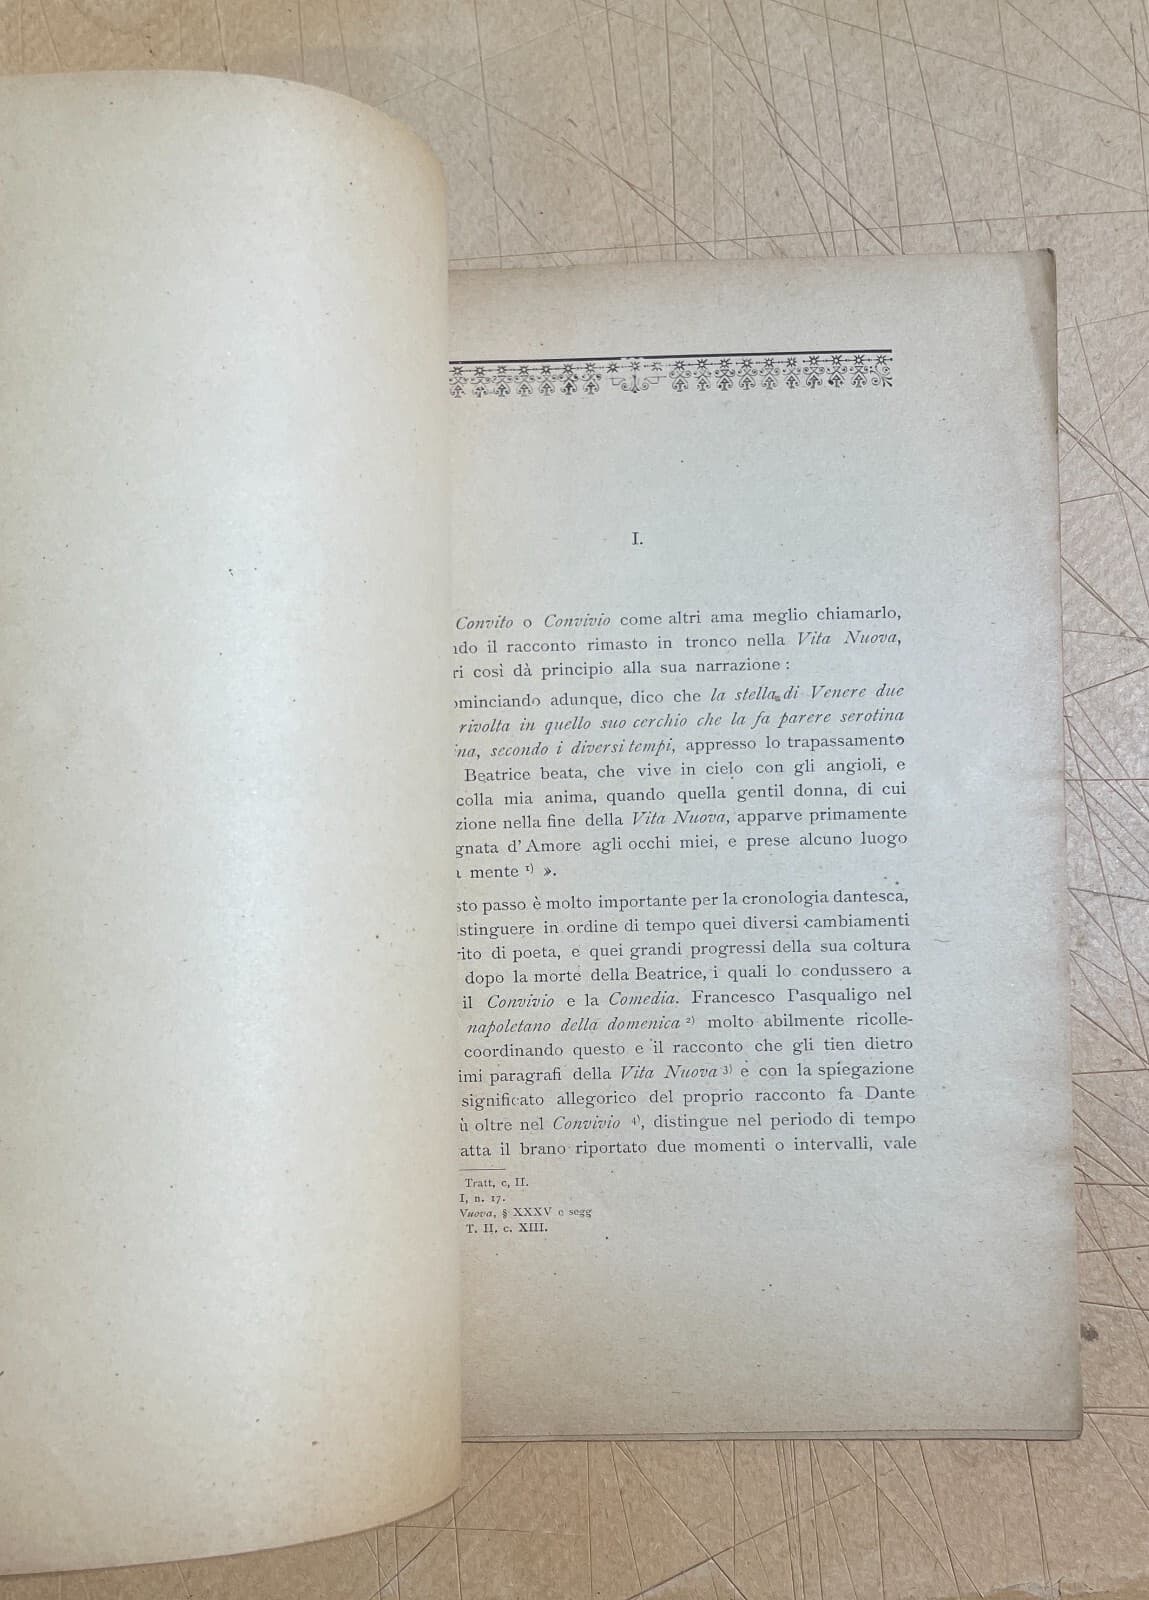 I.
Convito o Convivio come altri ama meglio chiamarlo,
ndo il racconto rimasto in tronco nella Vita Nuova,
ri così dà principio alla sua narrazione :
ominciando adunque, dico che la stella di Venere due
rivolta in quello suo cerchio che la fa parere serotina
ina, secondo i diversi tempi, appresso lo trapassamento
Beatrice beata, che vive in cielo con gli angioli, e
colla mia anima, quando quella gentil donna, di cui
zione nella fine della Vita Nuova, apparve primamente
gnata d' Amore agli occhi miei, e prese alcuno luogo
mente 1) ».
sto passo è molto importante per la cronologia dantesca,
stinguere in ordine di tempo quei diversi cambiamenti
rito di poeta, e quei grandi progressi della sua coltura
dopo la morte della Beatrice, i quali lo condussero a
il Convivio e la Comedia. Francesco Pasqualigo nel
napoletano della domenica 2) molto abilmente ricolle-
coordinando questo e il racconto che gli tien dietro
imi paragrafi della Vita Nuova 3) e con la spiegazione
significato allegorico del proprio racconto fa Dante
ù oltre nel Convivio 4), distingue nel periodo di tempo
atta il brano riportato due momenti o intervalli, vale
Tratt, c, II.
I, n. 17.
Vuova, § XXXV e segg
T. II. c. XIII.